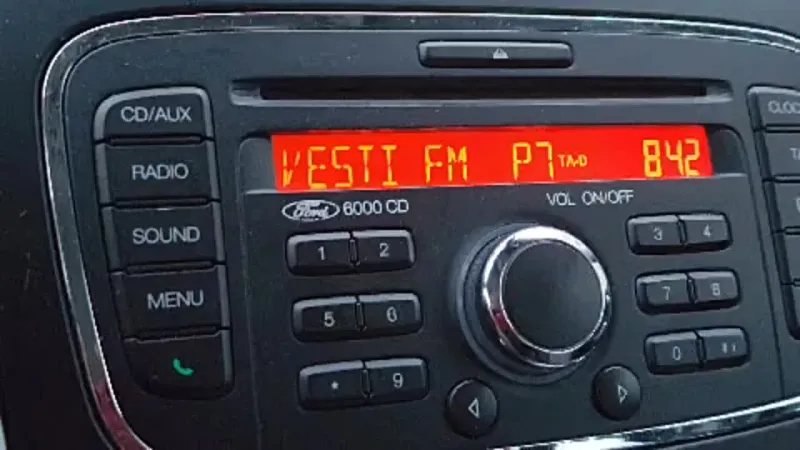 CD/AUX
RADIO
SOUND
MENU
VESTI FM P7 TA-D 842
Ford 6000 CD
VOL ON/OFF
1 2
3 4
5 6
7 8
* 9
0
CLOCK